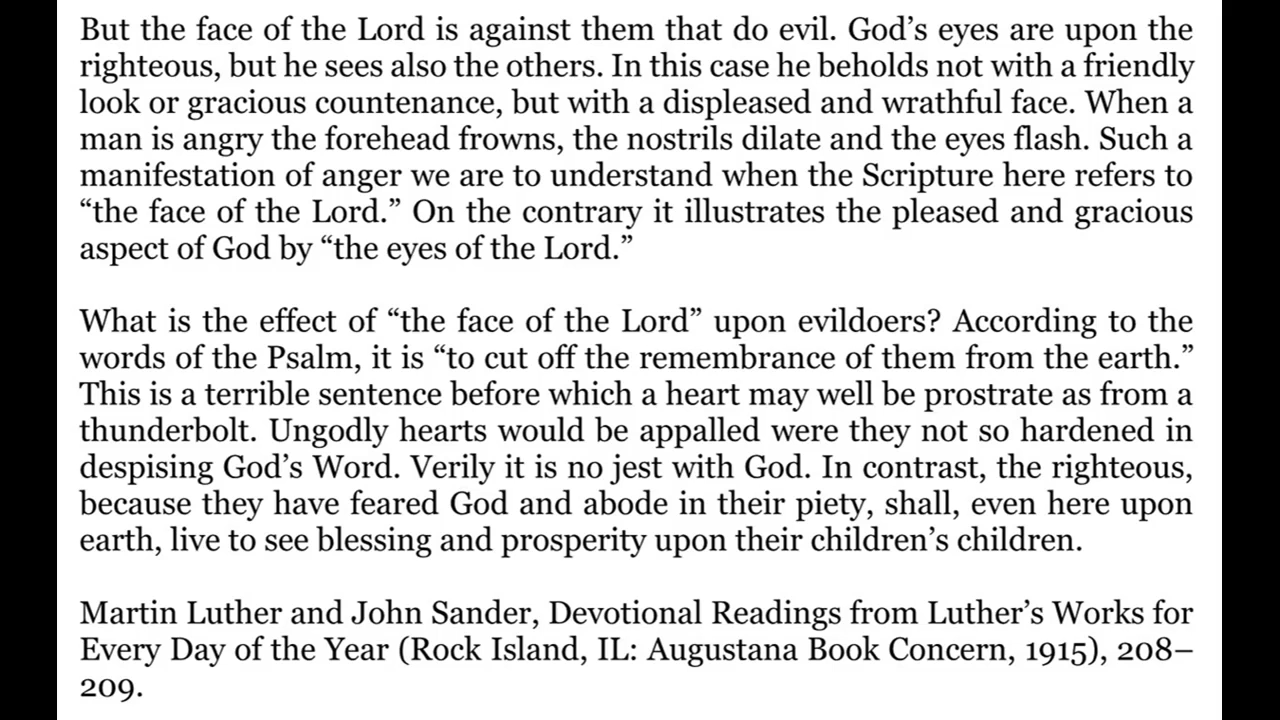 But the face of the Lord is against them that do evil. God’s eyes are upon the
righteous, but he sees also the others. In this case he beholds not with a friendly
look or gracious countenance, but with a displeased and wrathful face. When a
man is angry the forehead frowns, the nostrils dilate and the eyes flash. Such a
manifestation of anger we are to understand when the Scripture here refers to
“the face of the Lord.” On the contrary it illustrates the pleased and gracious
aspect of God by “the eyes of the Lord.”
What is the effect of “the face of the Lord” upon evildoers? According to the
words of the Psalm, it is “to cut off the remembrance of them from the earth.”
This is a terrible sentence before which a heart may well be prostrate as from a
thunderbolt. Ungodly hearts would be appalled were they not so hardened in
despising God’s Word. Verily it is no jest with God. In contrast, the righteous,
because they have feared God and abode in their piety, shall, even here upon
earth, live to see blessing and prosperity upon their children’s children.
Martin Luther and John Sander, Devotional Readings from Luther’s Works for
Every Day of the Year (Rock Island, IL: Augustana Book Concern, 1915), 208–
209.